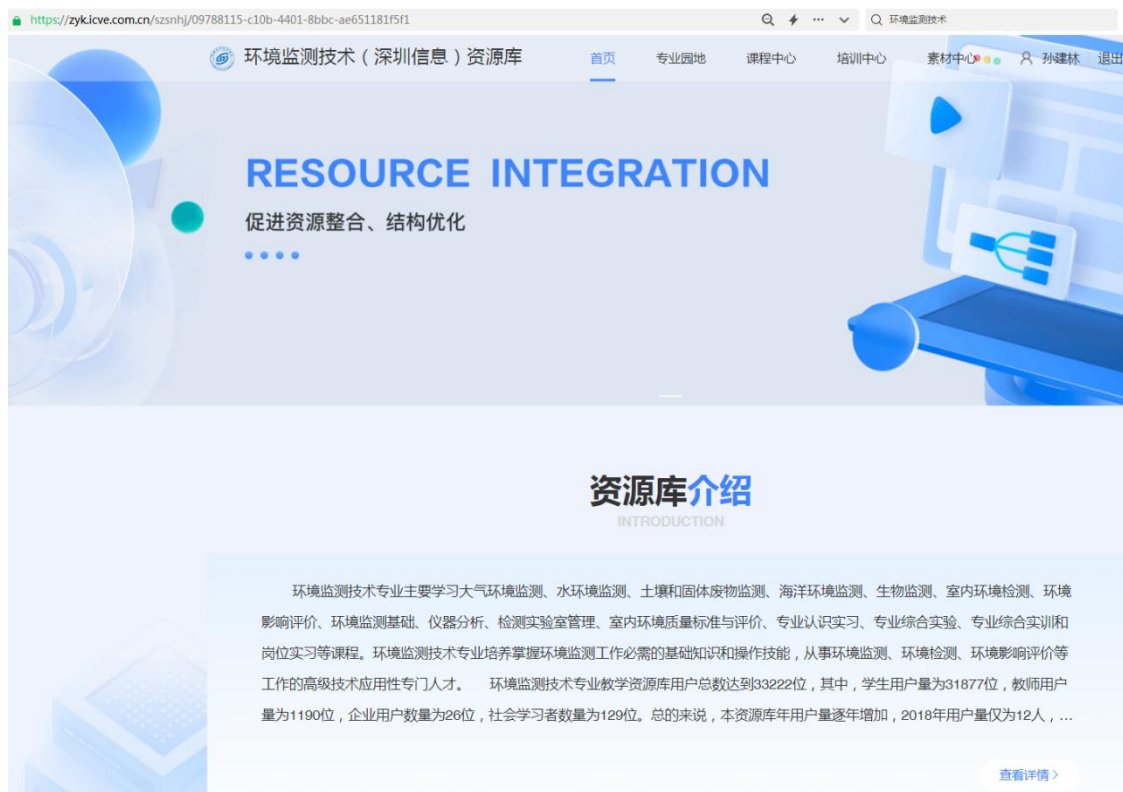 https://zyk.icve.com.cn/szsnhj/09788115-c10b-4401-8bbc-ae651181f5f1
环境监测技术
环境监测技术（深圳信息）资源库
首页 专业园地 课程中心 培训中心 素材中心 孙建林 退出
RESOURCE INTEGRATION
促进资源整合、结构优化
资源库介绍
INTRODUCTION
环境监测技术专业主要学习大气环境监测、水环境监测、土壤和固体废物监测、海洋环境监测、生物监测、室内环境检测、环境
影响评价、环境监测基础、仪器分析、检测实验室管理、室内环境质量标准与评价、专业认识实习、专业综合实验、专业综合实训和
岗位实习等课程。环境监测技术专业培养掌握环境监测工作必需的基础知识和操作技能，从事环境监测、环境检测、环境影响评价等
工作的高级技术应用性专门人才。 环境监测技术专业教学资源库用户总数达到33222位，其中，学生用户量为31877位，教师用户
量为1190位，企业用户数量为26位，社会学习者数量为129位。总的来说，本资源库年用户量逐年增加，2018年用户量仅为12人，...
查看详情>